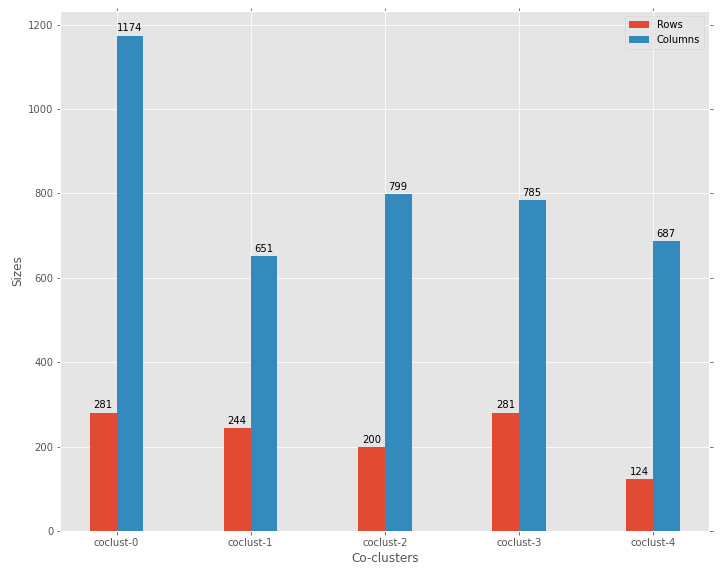 1200
1000
800
600
400
200
0
Sizes
1174
651
799
785
687
281
244
200
281
124
Rows
Columns
coclust-0
coclust-1
coclust-2
coclust-3
coclust-4
Co-clusters